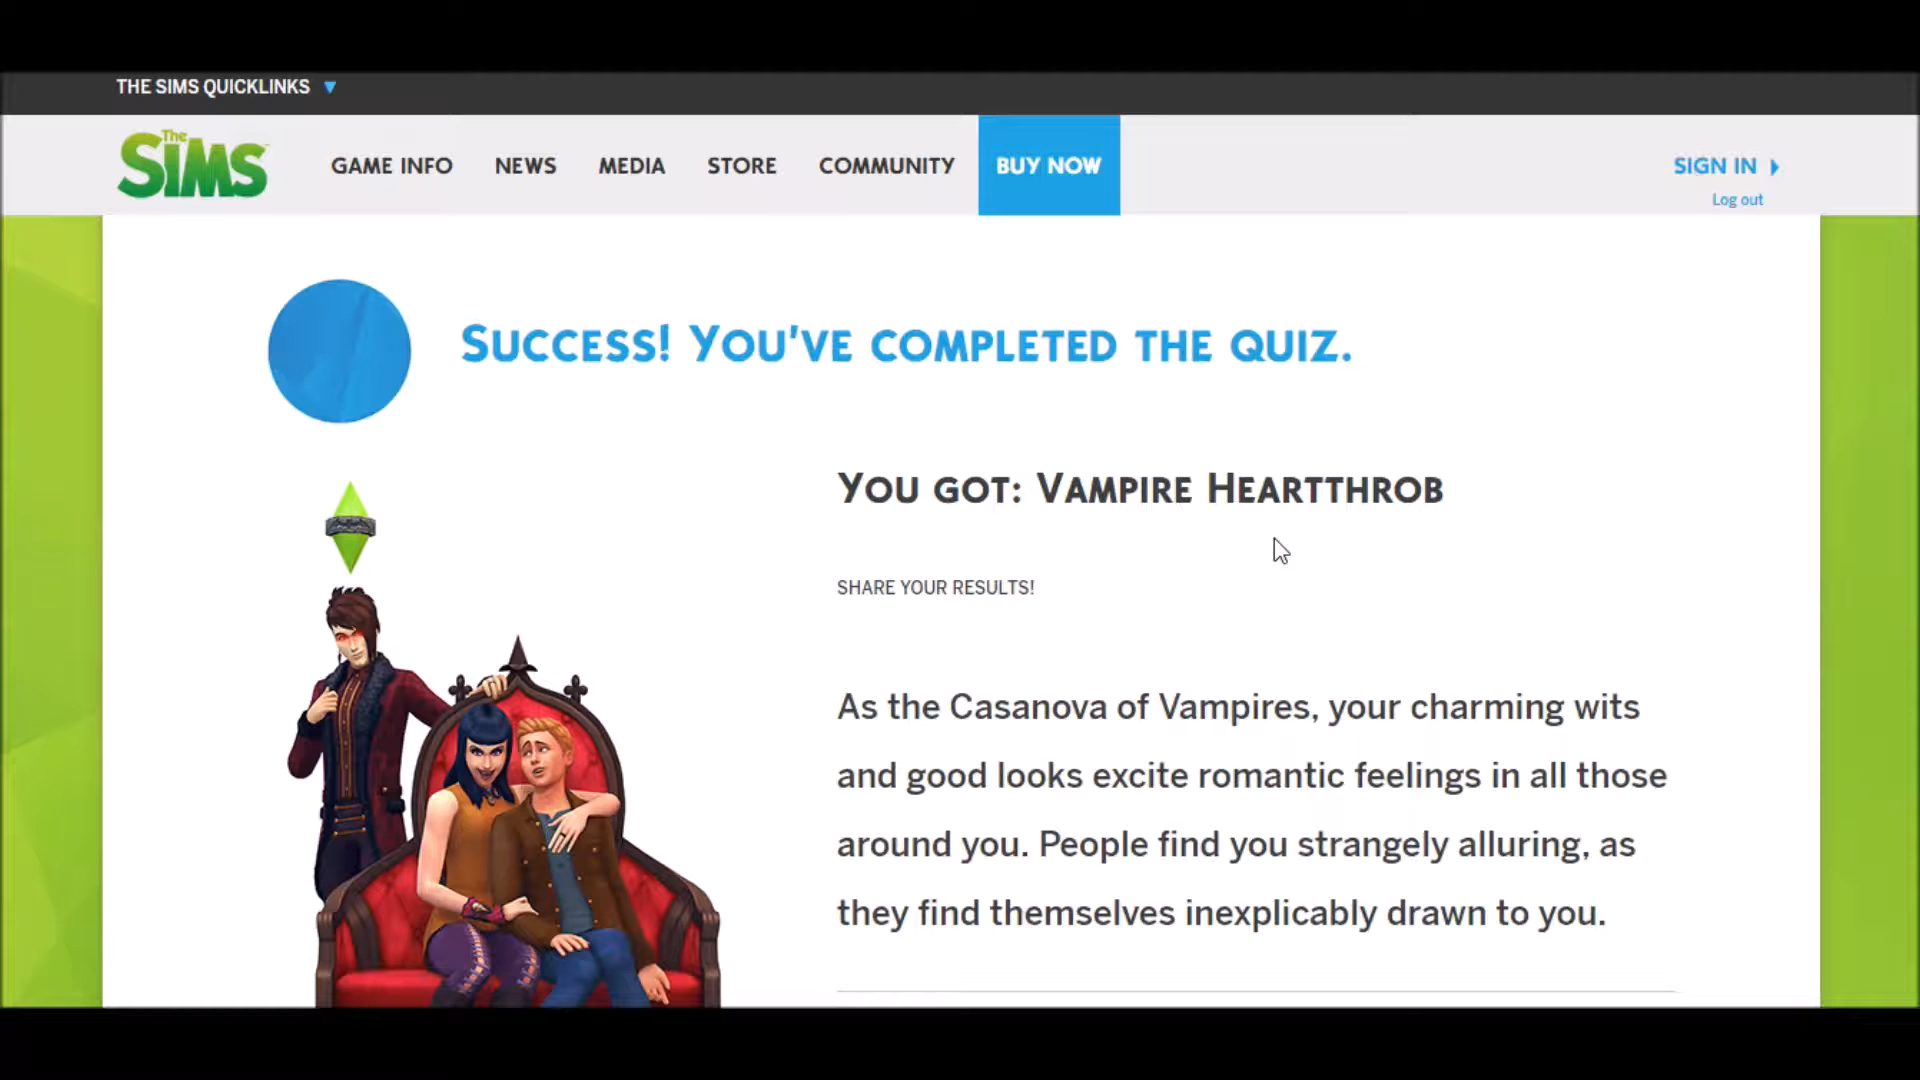 THE SIMS QUICKLINKS
The Sims
GAME INFO NEWS MEDIA STORE COMMUNITY BUY NOW SIGN IN
Log out
SUCCESS! YOU'VE COMPLETED THE QUIZ.
YOU GOT: VAMPIRE HEARTTHROB
SHARE YOUR RESULTS!
As the Casanova of Vampires, your charming wits
and good looks excite romantic feelings in all those
around you. People find you strangely alluring, as
they find themselves inexplicably drawn to you.